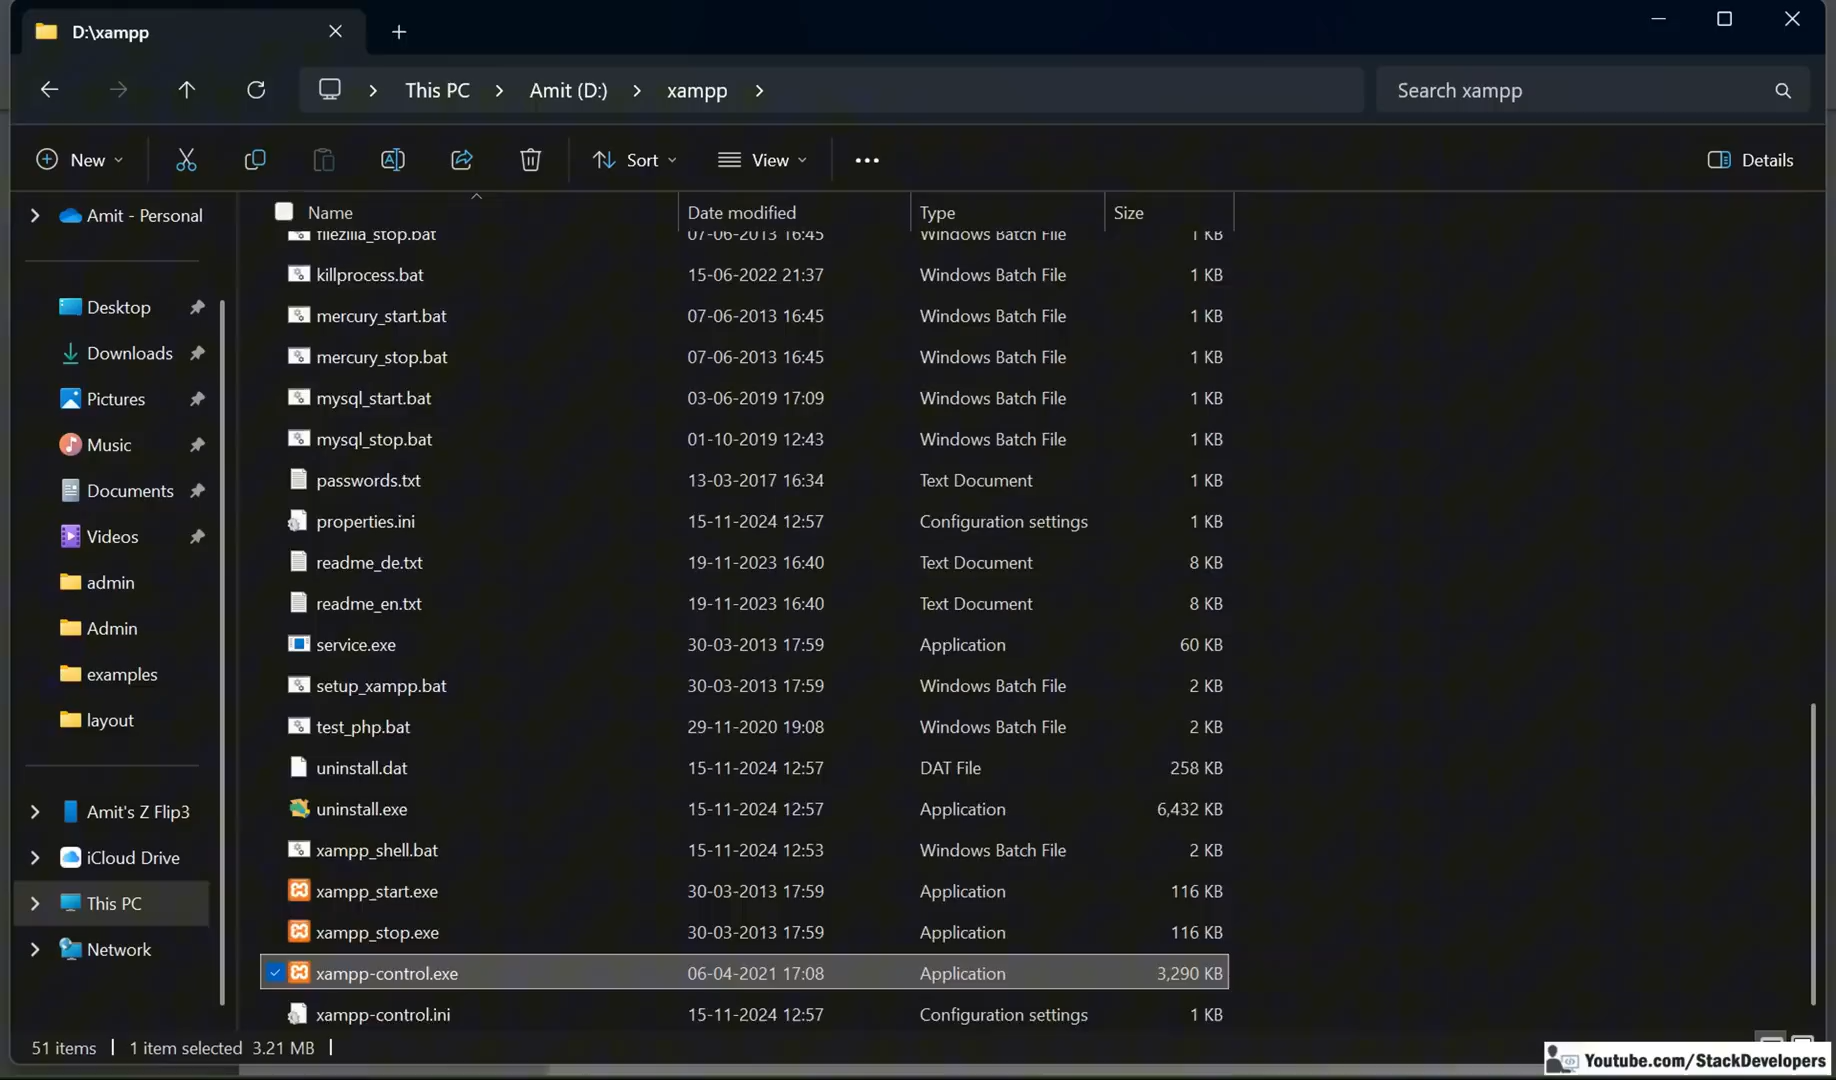 D:\xampp
This PC
Amit (D:)
xampp
Search xampp
New
Sort
View
Details
Name Date modified Type Size
Amit - Personal
Desktop
Downloads
Pictures
Music
Documents
Videos
admin
Admin
examples
layout
Amit's Z Flip3
iCloud Drive
This PC
Network
filezilla_stop.bat 07-06-2013 16:45 Windows Batch File 1 KB
killprocess.bat 15-06-2022 21:37 Windows Batch File 1 KB
mercury_start.bat 07-06-2013 16:45 Windows Batch File 1 KB
mercury_stop.bat 07-06-2013 16:45 Windows Batch File 1 KB
mysql_start.bat 03-06-2019 17:09 Windows Batch File 1 KB
mysql_stop.bat 01-10-2019 12:43 Windows Batch File 1 KB
passwords.txt 13-03-2017 16:34 Text Document 1 KB
properties.ini 15-11-2024 12:57 Configuration settings 1 KB
readme_de.txt 19-11-2023 16:40 Text Document 8 KB
readme_en.txt 19-11-2023 16:40 Text Document 8 KB
service.exe 30-03-2013 17:59 Application 60 KB
setup_xampp.bat 30-03-2013 17:59 Windows Batch File 2 KB
test_php.bat 29-11-2020 19:08 Windows Batch File 2 KB
uninstall.dat 15-11-2024 12:57 DAT File 258 KB
uninstall.exe 15-11-2024 12:57 Application 6,432 KB
xampp_shell.bat 15-11-2024 12:53 Windows Batch File 2 KB
xampp_start.exe 30-03-2013 17:59 Application 116 KB
xampp_stop.exe 30-03-2013 17:59 Application 116 KB
xampp-control.exe 06-04-2021 17:08 Application 3,290 KB
xampp-control.ini 15-11-2024 12:57 Configuration settings 1 KB
51 items 1 item selected 3.21 MB
Youtube.com/StackDevelopers